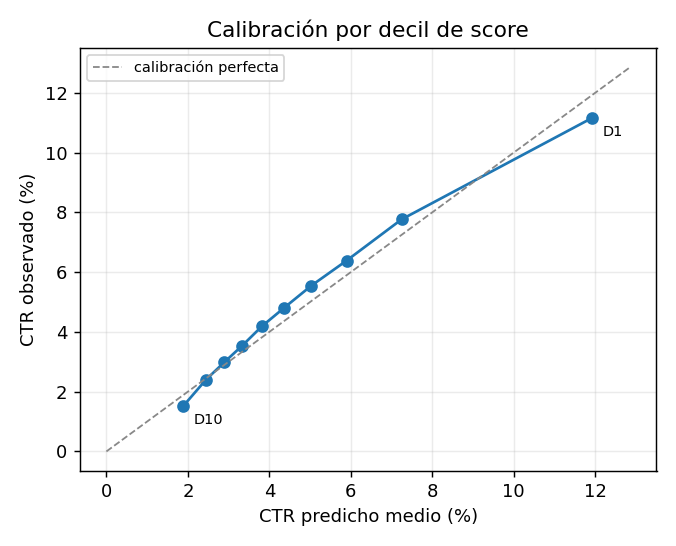 Calibración por decil de score
calibración perfecta
CTR observado (%)
12
10
8
6
4
2
0
D1
D10
0 2 4 6 8 10 12
CTR predicho medio (%)